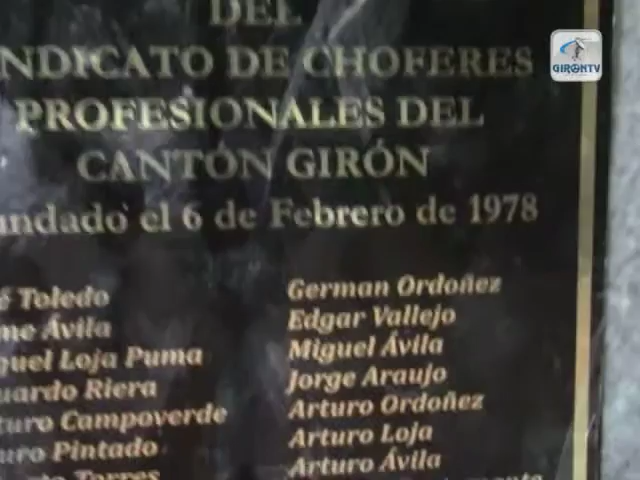 DEL
NDICATO DE CHOFERES
PROFESIONALES DEL
CANTÓN GIRÓN
ndado el 6 de Febrero de 1978
é Toledo
me Ávila
guel Loja Puma
uardo Riera
turo Campoverde
uro Pintado
Torres
German Ordoñez
Edgar Vallejo
Miguel Ávila
Jorge Araujo
Arturo Ordoñez
Arturo Loja
Arturo Ávila
GIRONTV